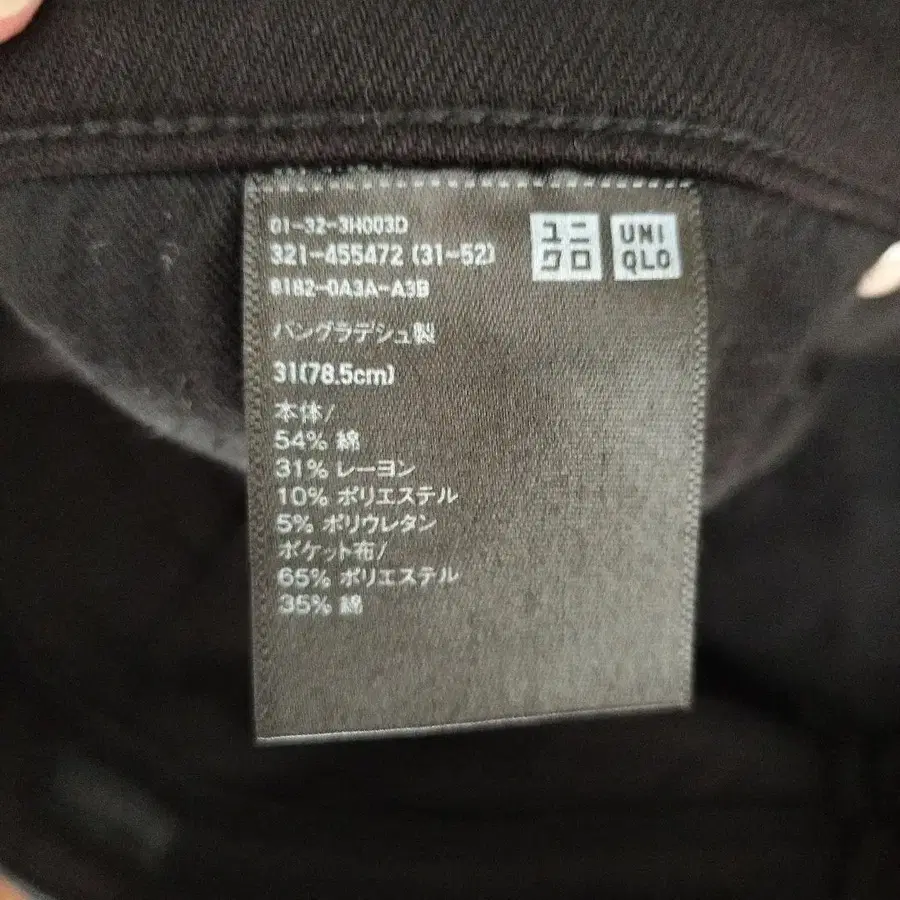 01-32-3H003D
321-455472 (31-52)
8182-0A3A-A3B
ユニ
クロ
UNI
QLO
バングラデシュ製
31(78.5cm)
本体/
54% 綿
31% レーヨン
10% ポリエステル
5% ポリウレタン
ポケット布/
65% ポリエステル
35% 綿